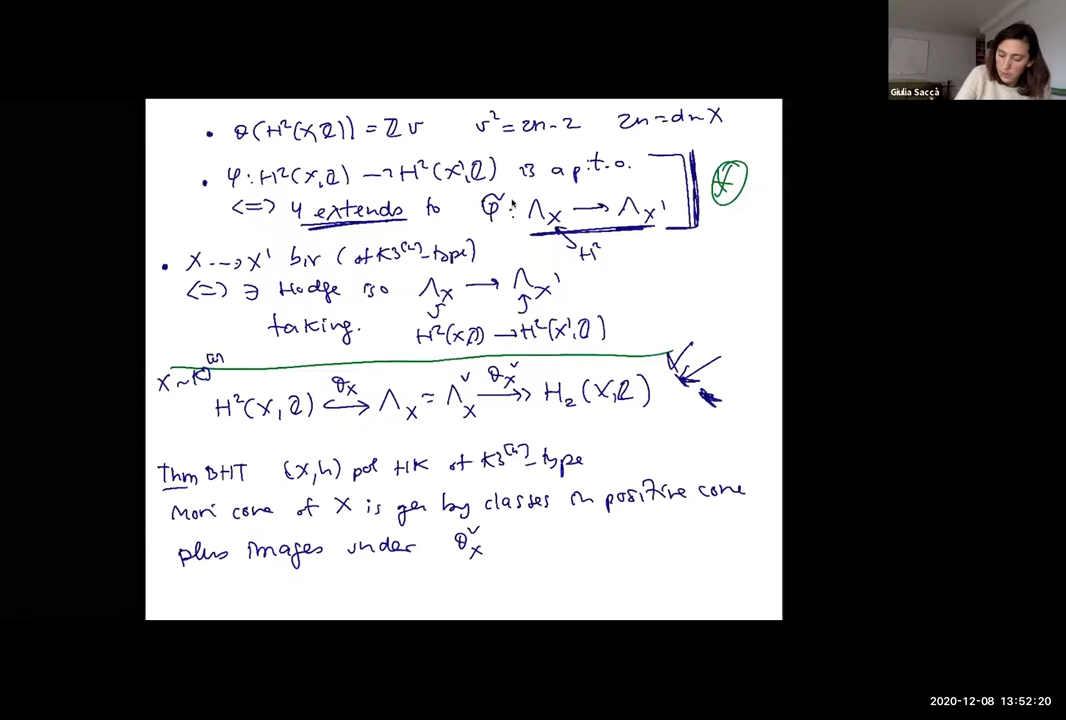 Giulia Saccà
• θ(H²(X,Z)) = Z v    v² = 2n-2    2n = dim X
• φ : H²(X,Z) → H²(X',Z) is a p.t.o.
<=> φ extends to φ̃ : Λ_X → Λ_X'
H²
• X ⇢ X' bir (of K3^[n]-type)
<=> ∃ Hodge iso Λ_X → Λ_X'
taking. H²(X,Z) → H²(X',Z)
X ~ K3^[n]
H²(X,Z) ↪ Λ_X ≃ Λ_X^∨ ↠ H₂(X,Z)
θ_X θ_X^∨
Thm BHT (X,h) pol HK of K3^[n]-type
Mori cone of X is gen by classes in positive cone
plus images under θ_X^∨
2020-12-08 13:52:20